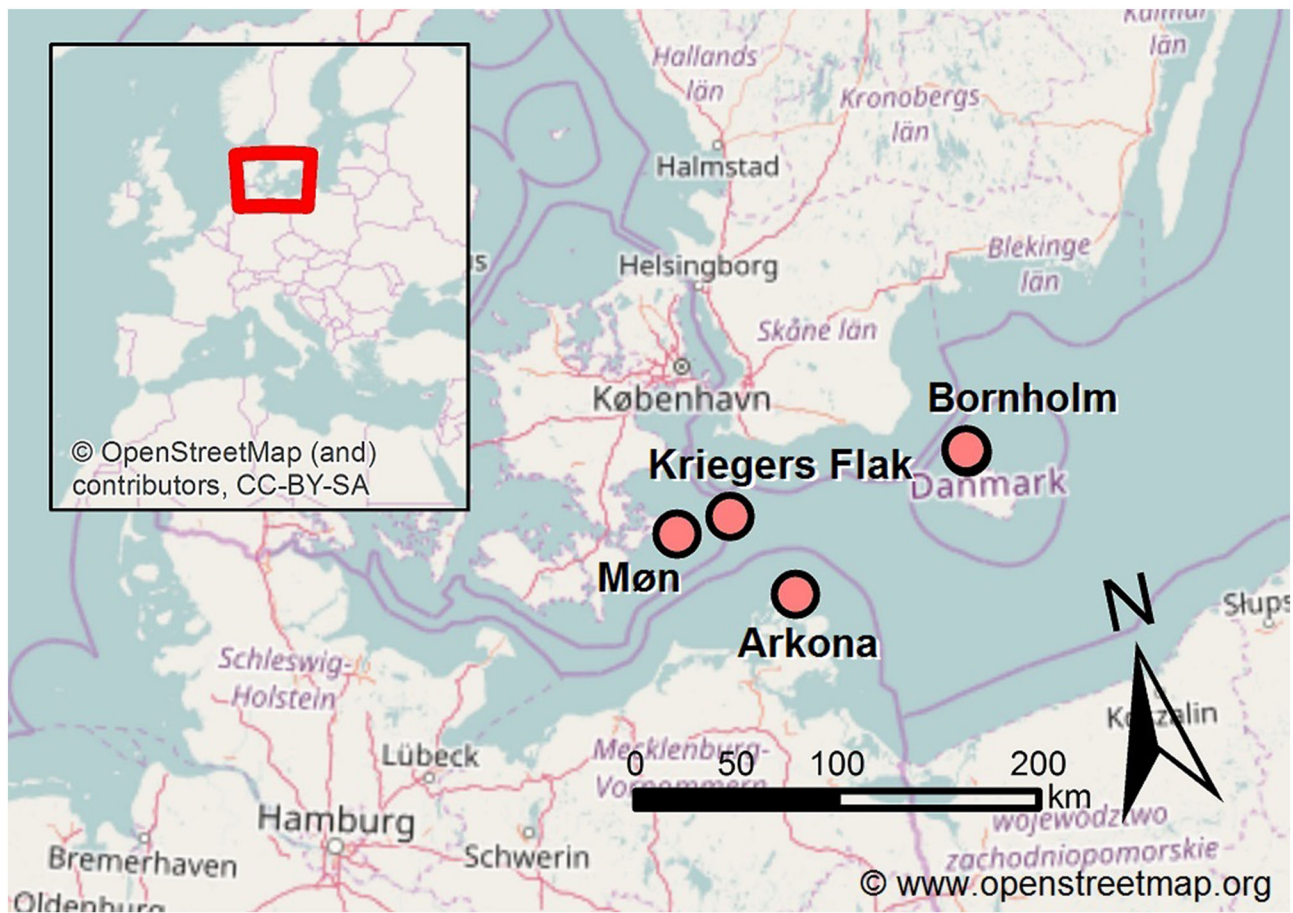 Kalmar
län
Hallands
län
Kronobergs
län
Halmstad
Blekinge
län
Helsingborg
Skåne län
København
Bornholm
Kriegers Flak
Danmark
Møn
Arkona
© OpenStreetMap (and)
contributors, CC-BY-SA
N
Schleswig-
Holstein
Koszalin
Lübeck
Mecklenburg-
Vorpommern
0 50 100 200
km
Hamburg
województwo
zachodniopomorskie
Schwerin
Bremerhaven
Oldenburg
© www.openstreetmap.org